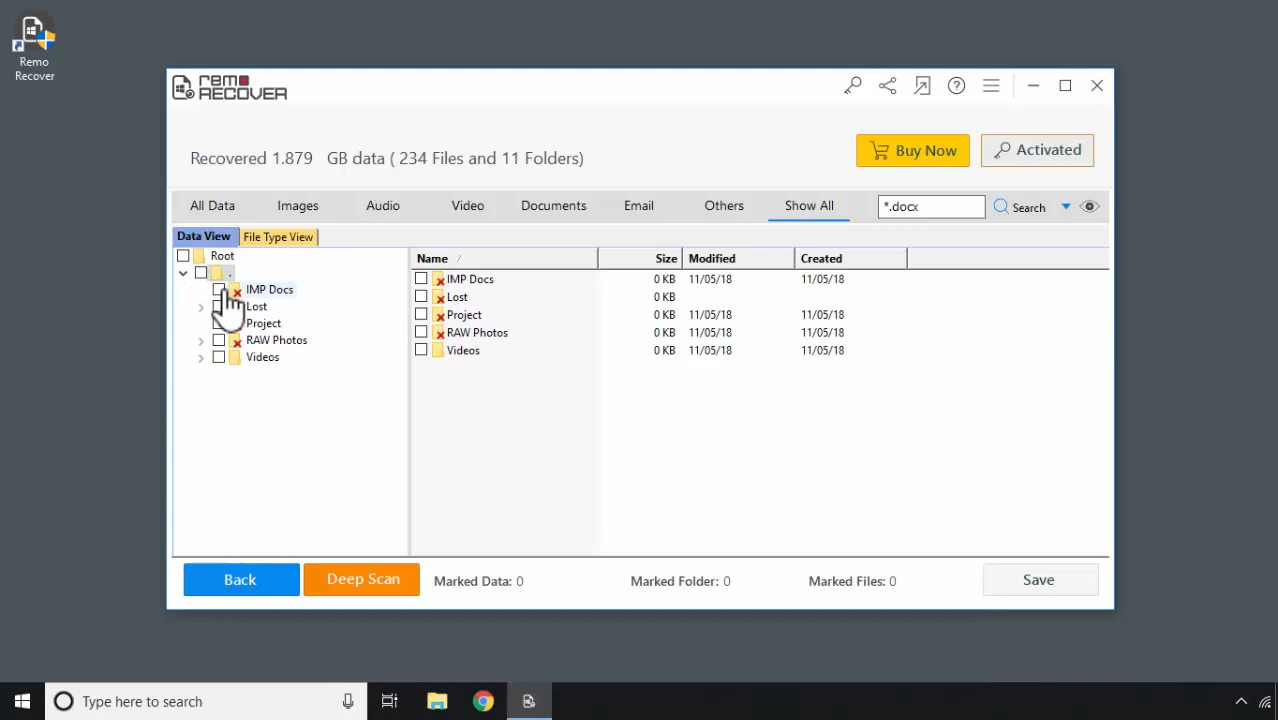 Remo
Recover
remo
RECOVER
Recovered 1.879 GB data ( 234 Files and 11 Folders)
Buy Now
Activated
All Data Images Audio Video Documents Email Others Show All *.docx Search
Data View File Type View
Root
.
IMP Docs
Lost
Project
RAW Photos
Videos
Name Size Modified Created
IMP Docs 0 KB 11/05/18 11/05/18
Lost 0 KB
Project 0 KB 11/05/18 11/05/18
RAW Photos 0 KB 11/05/18 11/05/18
Videos 0 KB 11/05/18 11/05/18
Back Deep Scan Marked Data: 0 Marked Folder: 0 Marked Files: 0 Save
Type here to search